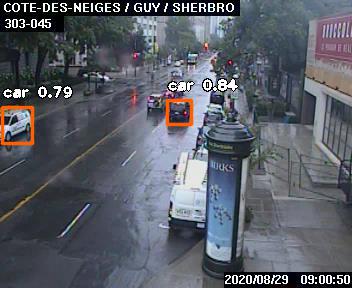 COTE-DES-NEIGES / GUY / SHERBRO
303-045
car 0.79
car 0.84
BIRKS
2020/08/29 09:00:50